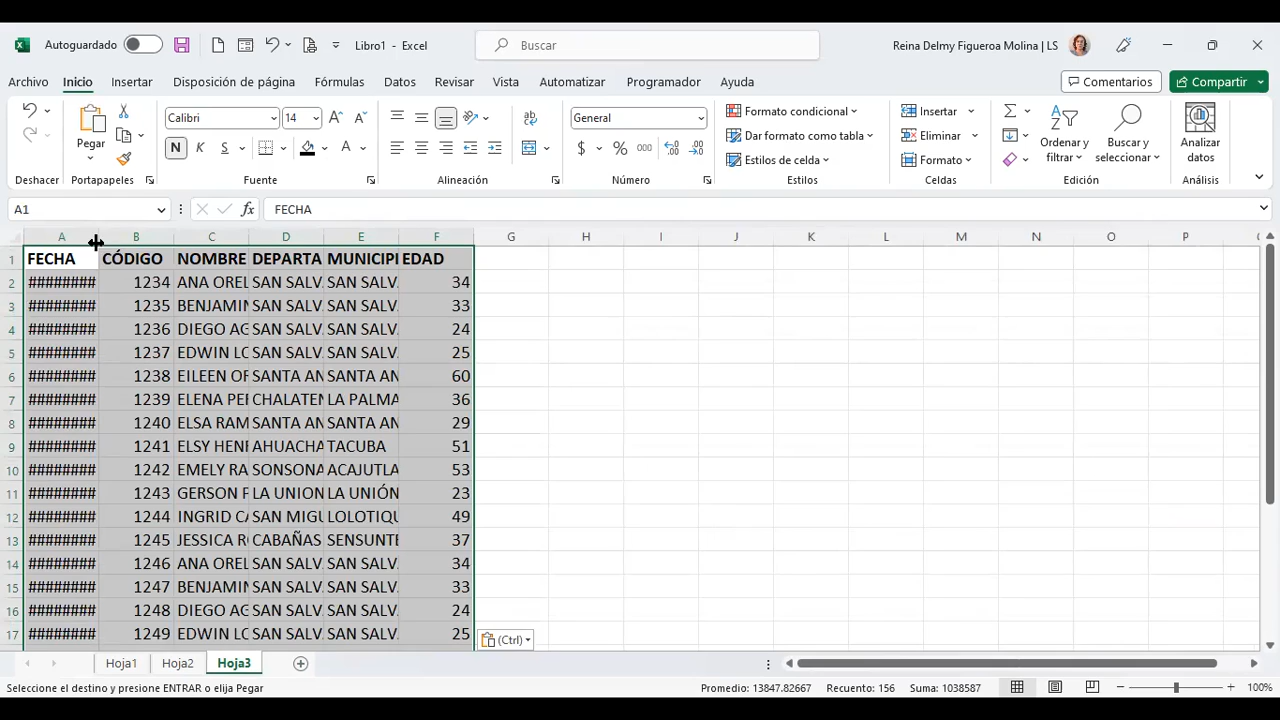 Autoguardado Libro1 - Excel Buscar Reina Delmy Figueroa Molina | LS
Archivo Inicio Insertar Disposición de página Fórmulas Datos Revisar Vista Automatizar Programador Ayuda Comentarios Compartir
Pegar Calibri 14 General Formato condicional Insertar Ordenar y Buscar y Analizar
N K S A $ % 000 Dar formato como tabla Eliminar filtrar seleccionar datos
Estilos de celda Formato
Deshacer Portapapeles Fuente Alineación Número Estilos Celdas Edición Análisis
A1 fx FECHA
A B C D E F G H I J K L M N O P
1 FECHA CÓDIGO NOMBRE DEPARTA MUNICIPI EDAD
2 ######## 1234 ANA OREL SAN SALV. SAN SALV. 34
3 ######## 1235 BENJAMIN SAN SALV. SAN SALV. 33
4 ######## 1236 DIEGO AG SAN SALV. SAN SALV. 24
5 ######## 1237 EDWIN LO SAN SALV. SAN SALV. 25
6 ######## 1238 EILEEN OR SANTA AN SANTA AN 60
7 ######## 1239 ELENA PER CHALATEN LA PALMA 36
8 ######## 1240 ELSA RAM SANTA AN SANTA AN 29
9 ######## 1241 ELSY HENR AHUACHA TACUBA 51
10 ######## 1242 EMELY RA SONSONA ACAJUTLA 53
11 ######## 1243 GERSON F LA UNION LA UNIÓN 23
12 ######## 1244 INGRID CA SAN MIGU LOLOTIQU 49
13 ######## 1245 JESSICA RO CABAÑAS SENSUNTE 37
14 ######## 1246 ANA OREL SAN SALV. SAN SALV. 34
15 ######## 1247 BENJAMIN SAN SALV. SAN SALV. 33
16 ######## 1248 DIEGO AG SAN SALV. SAN SALV. 24
17 ######## 1249 EDWIN LO SAN SALV. SAN SALV. 25
(Ctrl)
Hoja1 Hoja2 Hoja3
Seleccione el destino y presione ENTRAR o elija Pegar Promedio: 13847.82667 Recuento: 156 Suma: 1038587 100%